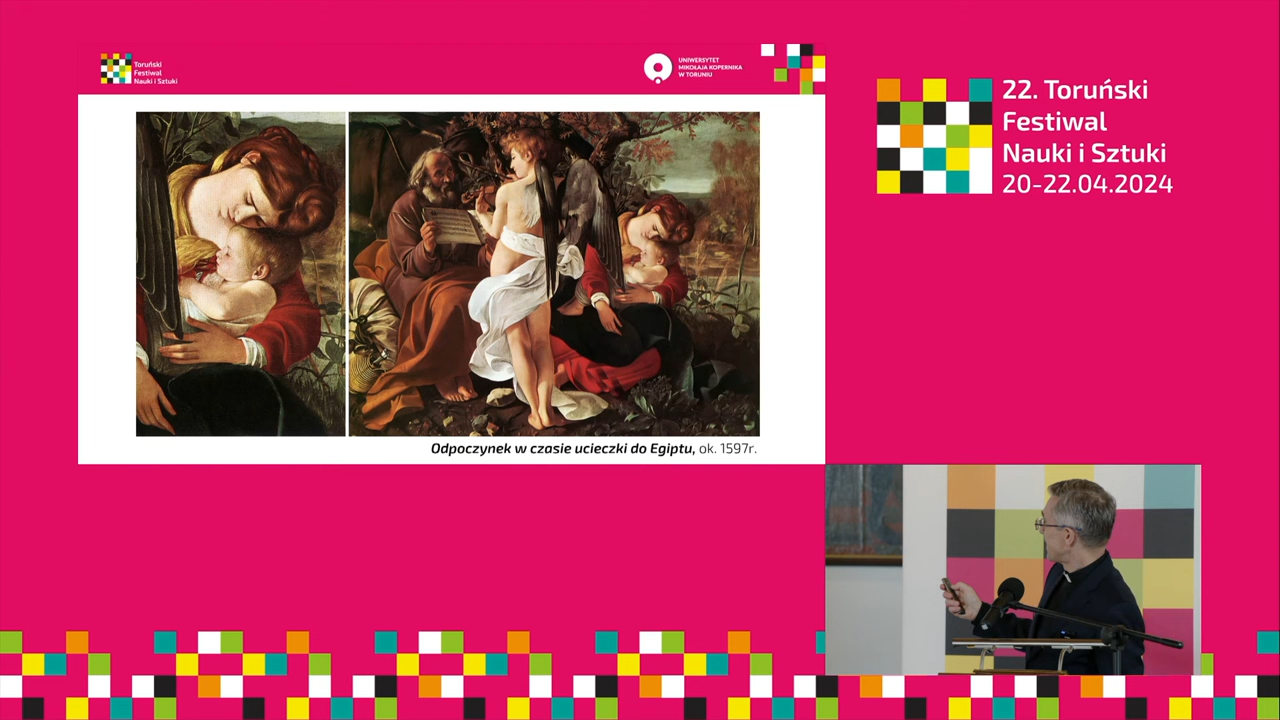 Toruński
Festiwal
Nauki i Sztuki
UNIWERSYTET
MIKOŁAJA KOPERNIKA
W TORUNIU
22. Toruński
Festiwal
Nauki i Sztuki
20-22.04.2024
Odpoczynek w czasie ucieczki do Egiptu, ok. 1597r.